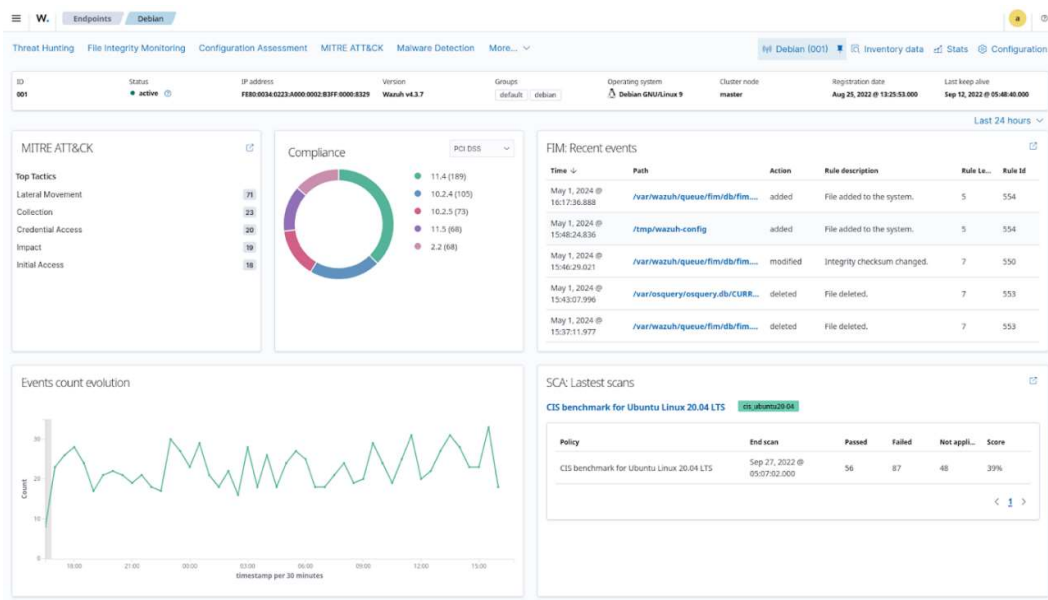 W. Endpoints Debian a
Threat Hunting File Integrity Monitoring Configuration Assessment MITRE ATT&CK Malware Detection More... Debian (001) Inventory data Stats Configuration
ID Status IP address Version Groups Operating system Cluster node Registration date Last keep alive
001 active FE80:0034:0223:A000:0002:B3FF:0000:8329 Wazuh v4.3.7 default debian Debian GNU/Linux 9 master Aug 25, 2022 @ 13:25:53.000 Sep 12, 2022 @ 05:48:40.000
Last 24 hours
MITRE ATT&CK
Top Tactics
Lateral Movement 71
Collection 23
Credential Access 20
Impact 19
Initial Access 18
Compliance PCI DSS
11.4 (189)
10.2.4 (105)
10.2.5 (73)
11.5 (68)
2.2 (68)
FIM: Recent events
Time Path Action Rule description Rule Le... Rule Id
May 1, 2024 @
16:17:36.888 /var/wazuh/queue/fim/db/fim.... added File added to the system. 5 554
May 1, 2024 @
15:48:24.836 /tmp/wazuh-config added File added to the system. 5 554
May 1, 2024 @
15:46:29.021 /var/wazuh/queue/fim/db/fim.... modified Integrity checksum changed. 7 550
May 1, 2024 @
15:43:07.996 /var/osquery/osquery.db/CURR... deleted File deleted. 7 553
May 1, 2024 @
15:37:11.977 /var/wazuh/queue/fim/db/fim.... deleted File deleted. 7 553
Events count evolution
Count
30
20
10
0
18:00 21:00 00:00 03:00 06:00 09:00 12:00 15:00
timestamp per 30 minutes
SCA: Lastest scans
CIS benchmark for Ubuntu Linux 20.04 LTS cis_ubuntu20-04
Policy End scan Passed Failed Not appli... Score
CIS benchmark for Ubuntu Linux 20.04 LTS Sep 27, 2022 @
05:07:02.000 56 87 48 39%
1